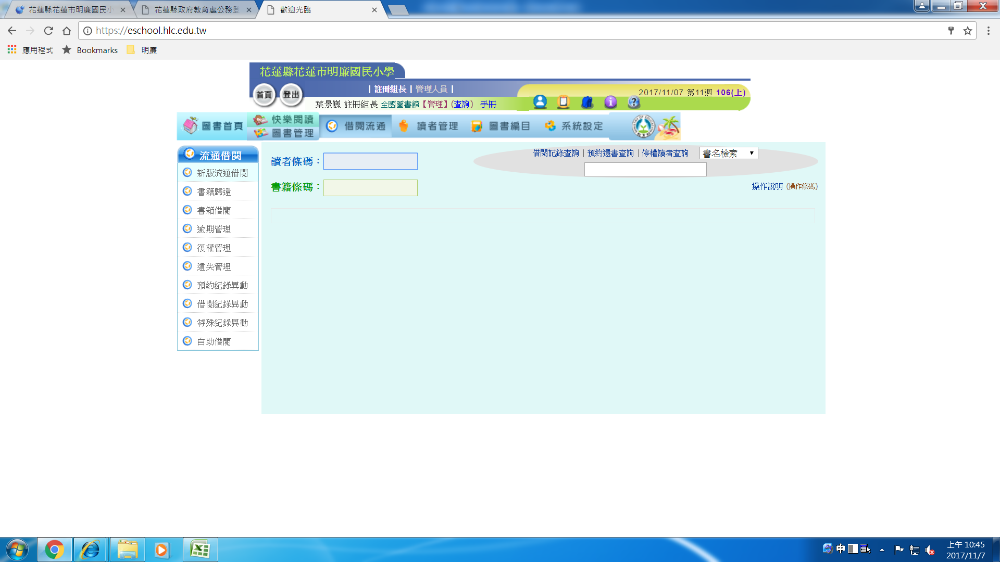 花蓮縣花蓮市明廉國民小
花蓮縣政府教育處公務登
歡迎光臨
https://eschool.hlc.edu.tw
應用程式 Bookmarks 明廉
花蓮縣花蓮市明廉國民小學
首頁 登出 | 註冊組長 | 管理人員 |
2017/11/07 第11週 106(上)
葉景巍 註冊組長 全國圖書館【管理】(查詢) 手冊
圖書首頁 快樂閱讀 圖書管理 借閱流通 讀者管理 圖書編目 系統設定
流通借閱
新版流通借閱
書籍歸還
書箱借閱
逾期管理
復權管理
遺失管理
預約紀錄異動
借閱紀錄異動
特殊紀錄異動
自助借閱
讀者條碼：
書籍條碼：
借閱記錄查詢 | 預約還書查詢 | 停權讀者查詢 書名檢索
操作說明 (操作條碼)
中
上午 10:45
2017/11/7